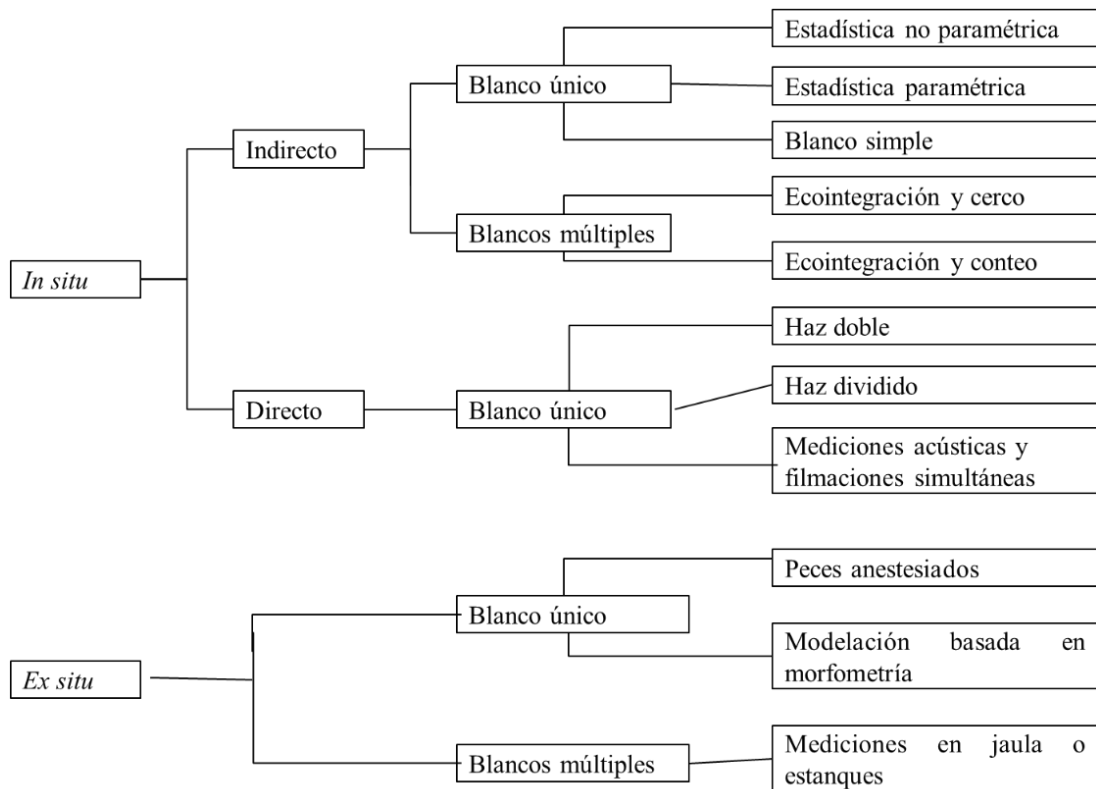 Estadística no paramétrica
Blanco único
Estadística paramétrica
Indirecto
Blanco simple
Ecointegración y cerco
Blancos múltiples
Ecointegración y conteo
In situ
Haz doble
Haz dividido
Directo
Blanco único
Mediciones acústicas y
filmaciones simultáneas
Peces anestesiados
Blanco único
Modelación basada en
morfometría
Ex situ
Blancos múltiples
Mediciones en jaula o
estanques